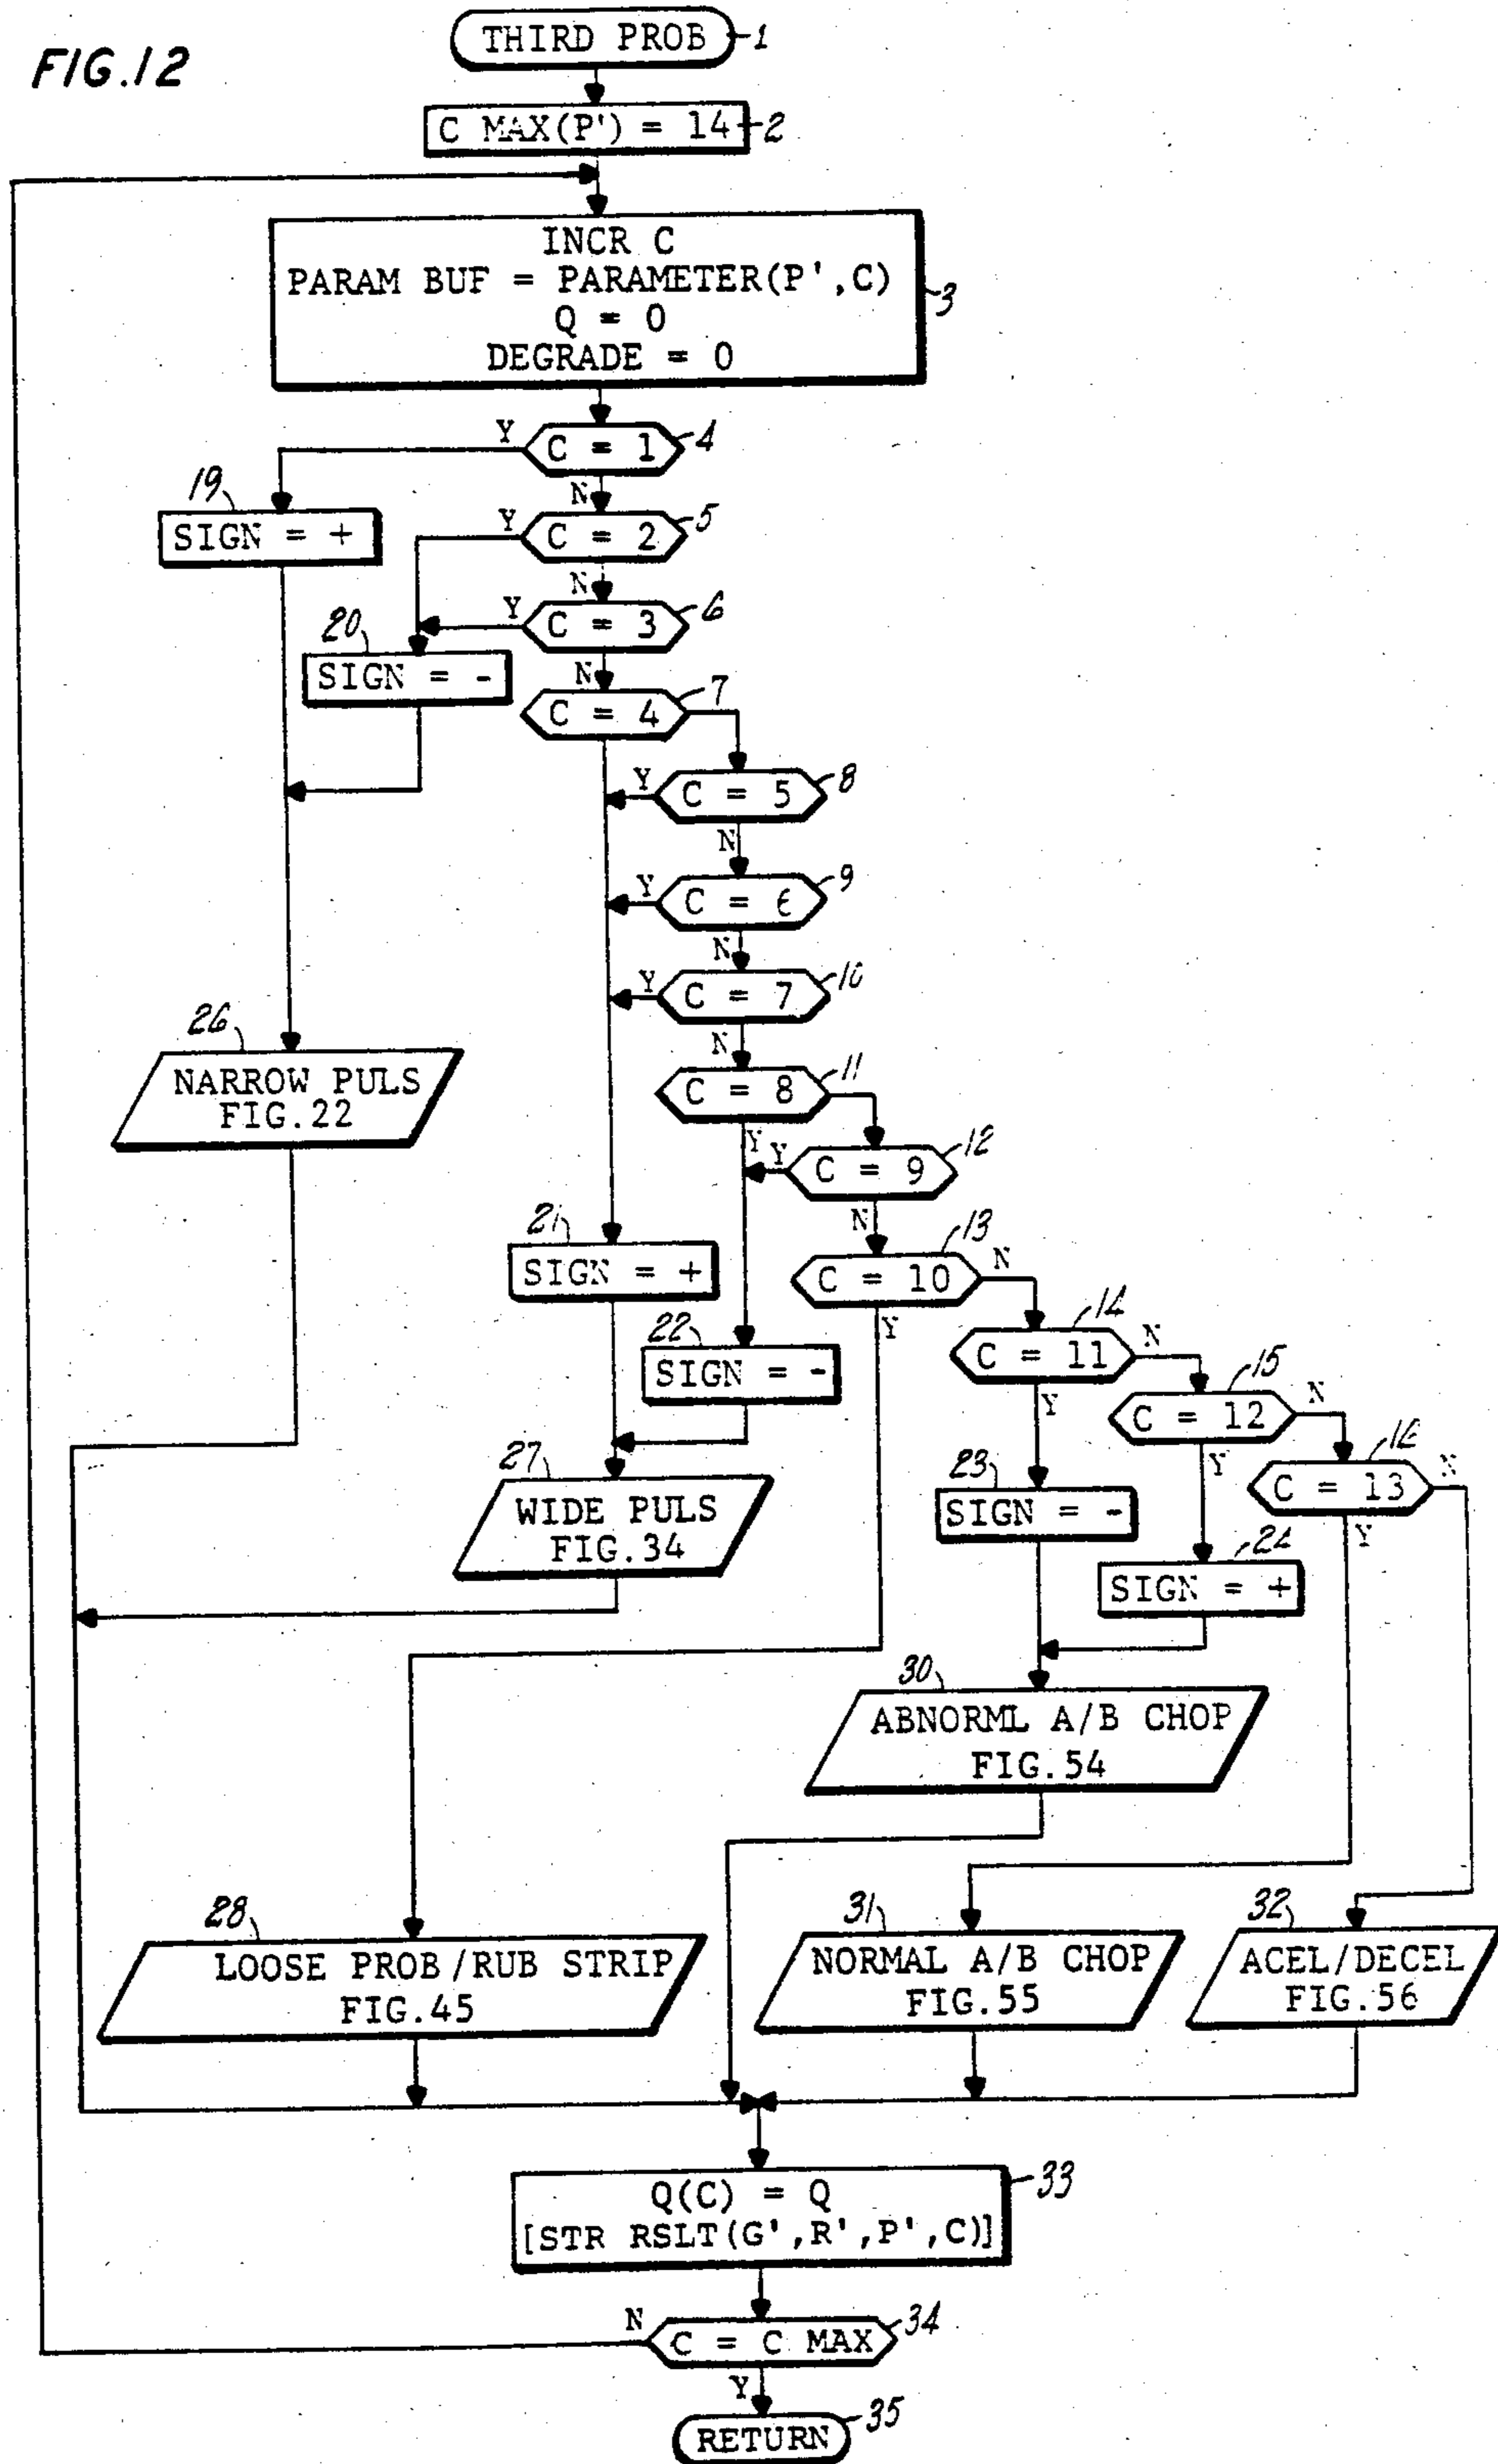 FIG.12
THIRD PROB
1
C MAX(P') = 14
2
INCR C
PARAM BUF = PARAMETER(P',C)
Q = 0
DEGRADE = 0
3
Y
C = 1
4
N
19
SIGN = +
Y
C = 2
5
N
Y
C = 3
6
20
SIGN = -
N
C = 4
7
Y
C = 5
8
N
Y
C = 6
9
N
Y
C = 7
10
N
26
NARROW PULS
FIG.22
C = 8
11
Y
Y
C = 9
12
N
21
SIGN = +
C = 10
13
N
Y
22
SIGN = -
C = 11
14
N
Y
C = 12
15
N
Y
C = 13
16
N
Y
27
WIDE PULS
FIG.34
23
SIGN = -
24
SIGN = +
30
ABNORML A/B CHOP
FIG.54
28
LOOSE PROB/RUB STRIP
FIG.45
31
NORMAL A/B CHOP
FIG.55
32
ACEL/DECEL
FIG.56
Q(C) = Q
[STR RSLT(G',R',P',C)]
33
N
C = C MAX
34
Y
RETURN
35